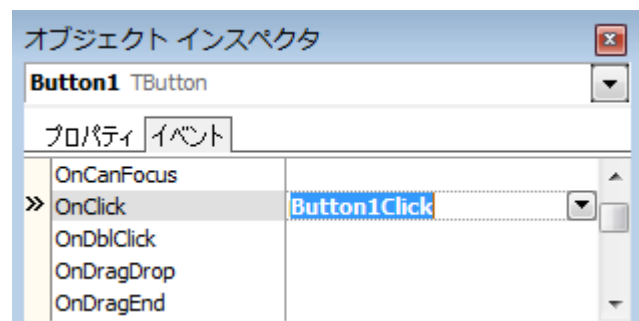 オブジェクト インスペクタ
Button1 TButton
プロパティ イベント
OnCanFocus
» OnClick Button1Click
OnDblClick
OnDragDrop
OnDragEnd